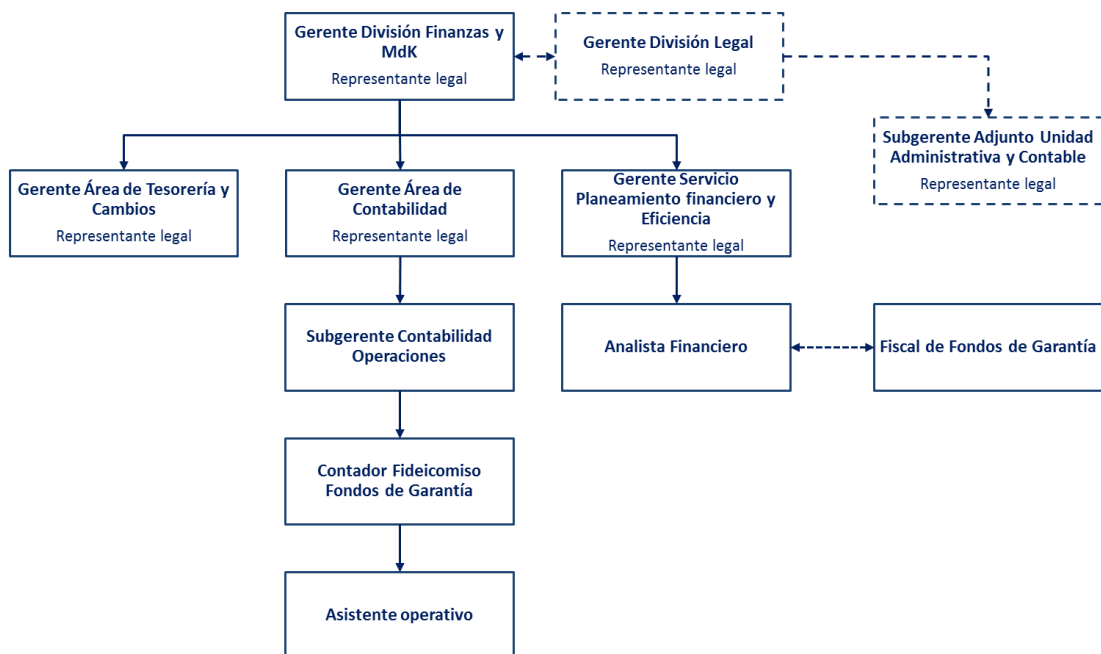 Gerente División Finanzas y
MdK
Representante legal
Gerente División Legal
Representante legal
Subgerente Adjunto Unidad
Administrativa y Contable
Representante legal
Gerente Área de Tesorería y
Cambios
Representante legal
Gerente Área de
Contabilidad
Representante legal
Gerente Servicio
Planeamiento financiero y
Eficiencia
Representante legal
Subgerente Contabilidad
Operaciones
Analista Financiero
Fiscal de Fondos de Garantía
Contador Fideicomiso
Fondos de Garantía
Asistente operativo